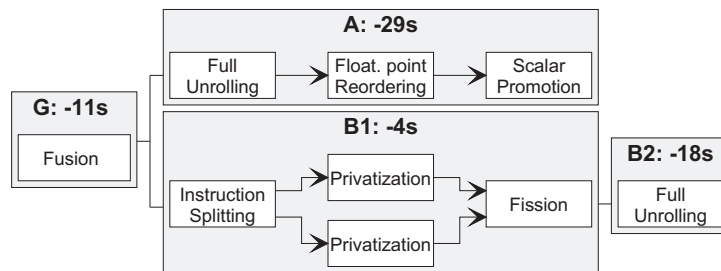 A: -29s
Full
Unrolling
Float. point
Reordering
Scalar
Promotion
G: -11s
Fusion
B1: -4s
Instruction
Splitting
Privatization
Privatization
Fission
B2: -18s
Full
Unrolling